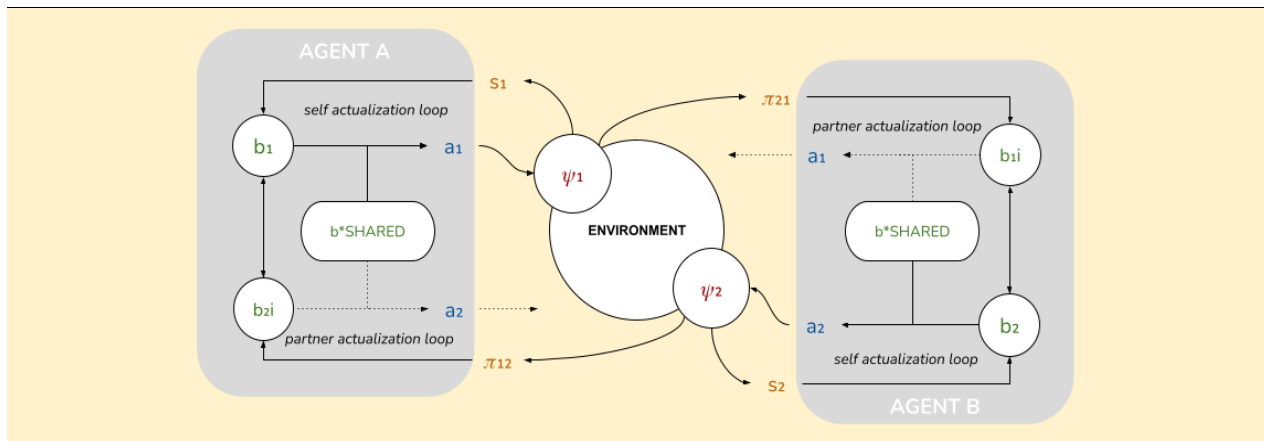 AGENT A
s1
self actualization loop
b1
a1
b*SHARED
b2i
a2
partner actualization loop
π12
ψ1
ENVIRONMENT
ψ2
π21
partner actualization loop
a1
b1i
b*SHARED
a2
b2
self actualization loop
s2
AGENT B